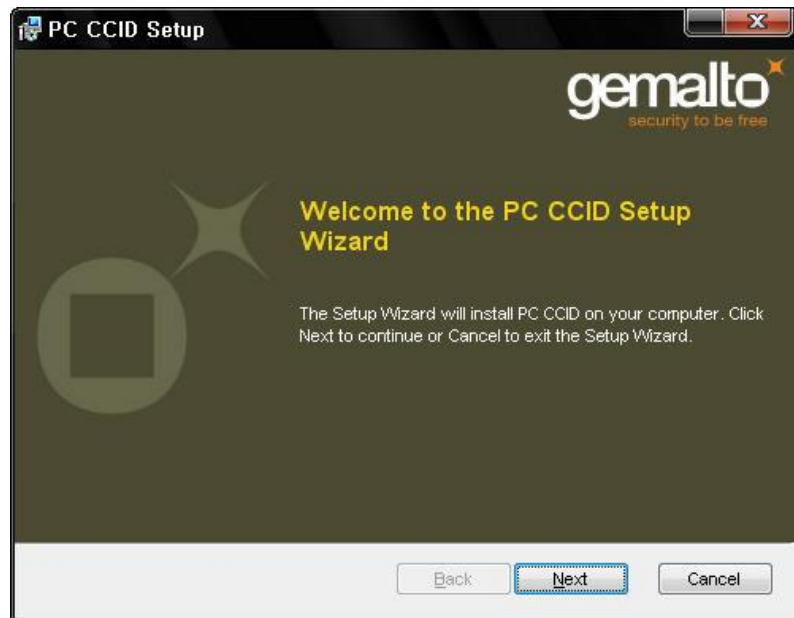 PC CCID Setup
gemalto
security to be free
Welcome to the PC CCID Setup
Wizard
The Setup Wizard will install PC CCID on your computer. Click
Next to continue or Cancel to exit the Setup Wizard.
Back Next Cancel